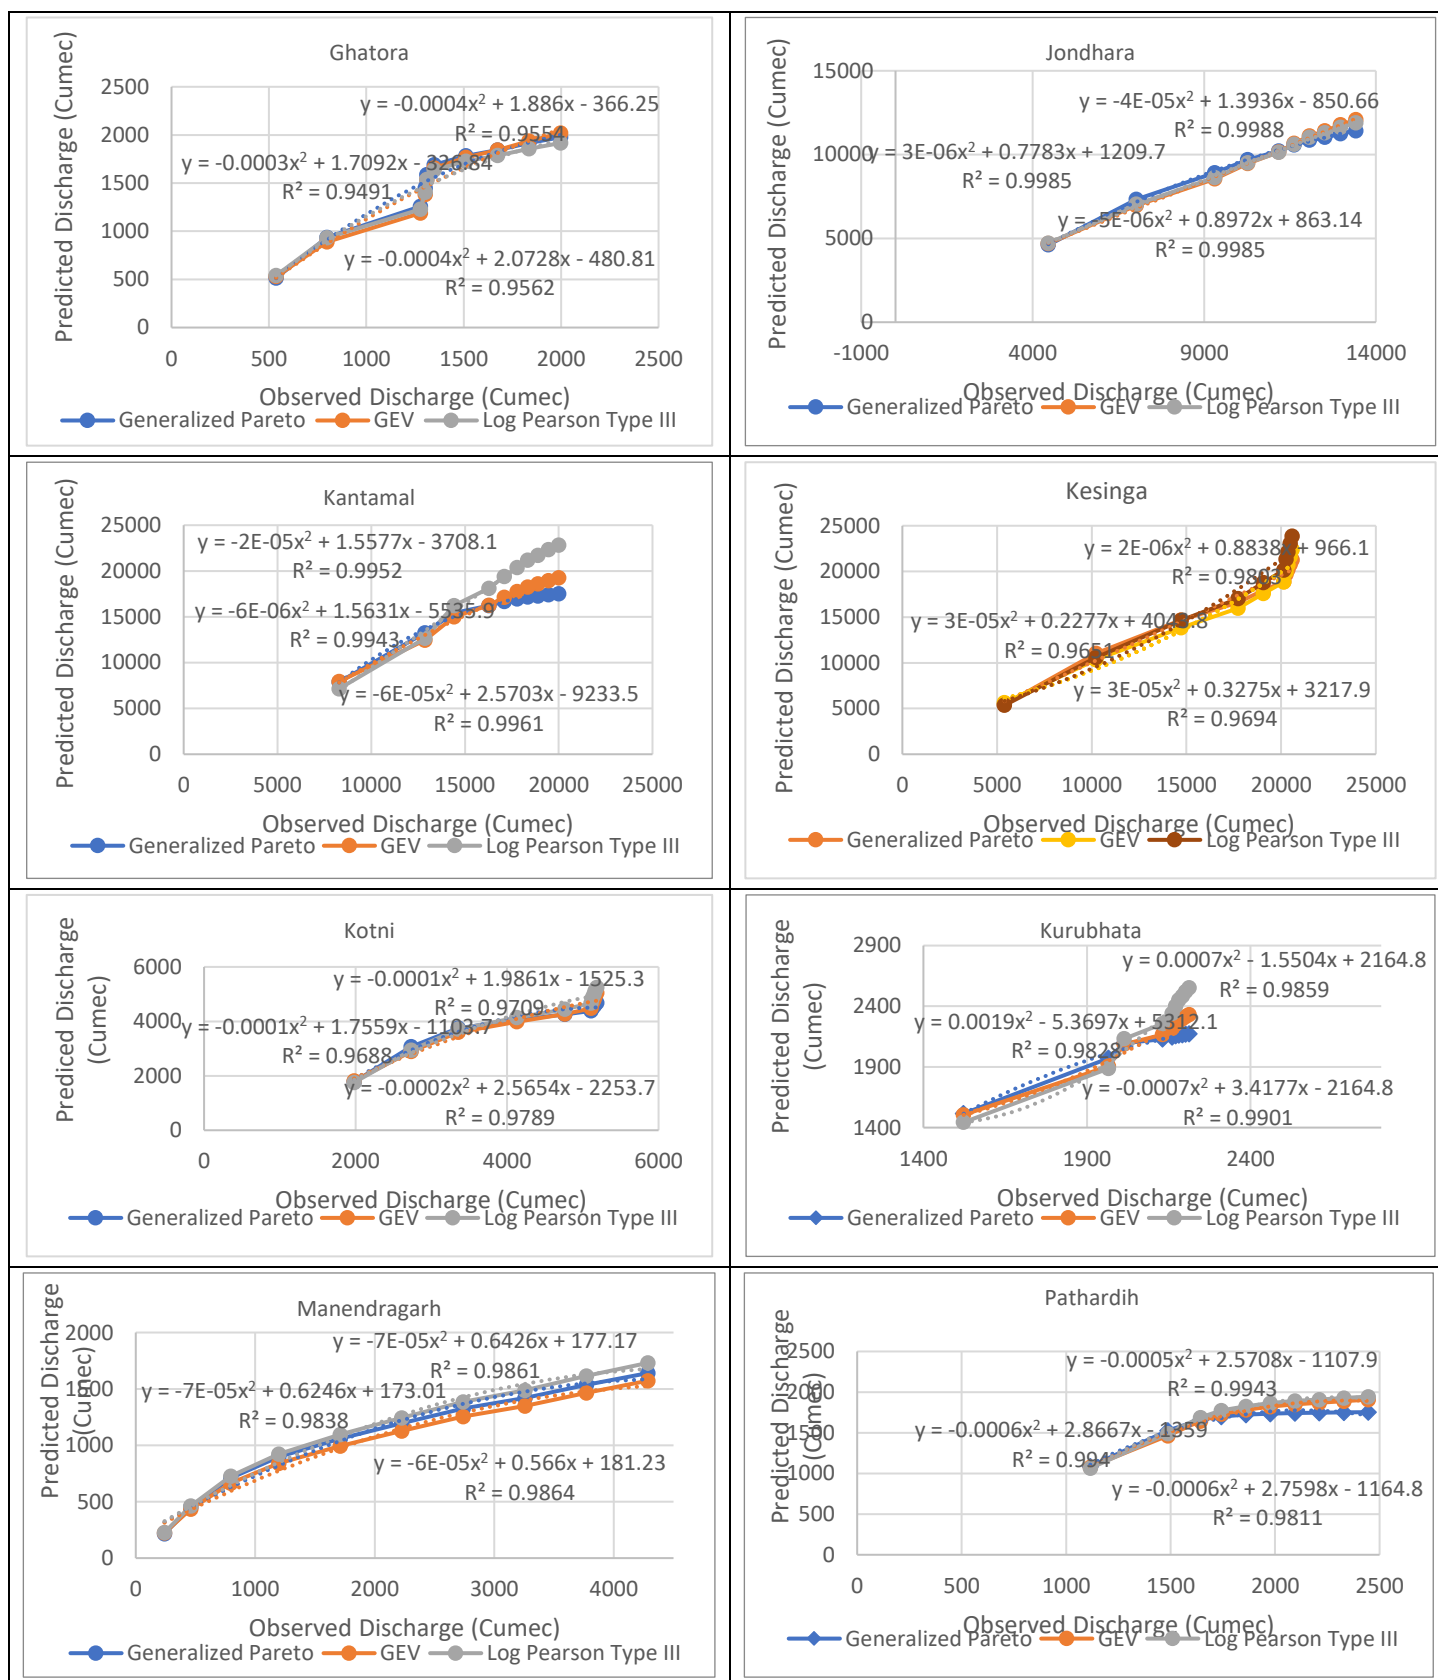 Ghatora
Predicted Discharge (Cumec)
2500
2000
1500
1000
500
0
y = -0.0004x² + 1.886x - 366.25
R² = 0.9554
y = -0.0003x² + 1.7092x - 326.84
R² = 0.9491
y = -0.0004x² + 2.0728x - 480.81
R² = 0.9562
0 500 1000 1500 2000 2500
Observed Discharge (Cumec)
Generalized Pareto GEV Log Pearson Type III
Jondhara
Predicted Discharge (Cumec)
15000
10000
5000
0
y = -4E-05x² + 1.3936x - 850.66
R² = 0.9988
y = 3E-06x² + 0.7783x + 1209.7
R² = 0.9985
y = -5E-06x² + 0.8972x + 863.14
R² = 0.9985
-1000 4000 9000 14000
Observed Discharge (Cumec)
Generalized Pareto GEV Log Pearson Type III
Kantamal
Predicted Discharge (Cumec)
25000
20000
15000
10000
5000
0
y = -2E-05x² + 1.5577x - 3708.1
R² = 0.9952
y = -6E-06x² + 1.5631x - 5535.9
R² = 0.9943
y = -6E-05x² + 2.5703x - 9233.5
R² = 0.9961
0 5000 10000 15000 20000 25000
Observed Discharge (Cumec)
Generalized Pareto GEV Log Pearson Type III
Kesinga
Predicted Discharge (Cumec)
25000
20000
15000
10000
5000
0
y = 2E-06x² + 0.8838x + 966.1
y = 3E-05x² + 0.2277x +
y = 3E-05x² + 0.3275x + 3217.9
R² = 0.9694
0 5000 10000 15000 20000 25000
Observed Discharge (Cumec)
Generalized Pareto GEV Log Pearson Type III
Kotni
Prediced Discharge
(Cumec)
6000
4000
2000
0
y = -0.0001x² + 1.9861x - 1525.3
R² = 0.9709
y = -0.0001x² + 1.7559x - 1103.7
R² = 0.9688
y = -0.0002x² + 2.5654x - 2253.7
R² = 0.9789
0 2000 4000 6000
Observed Discharge (Cumec)
Generalized Pareto GEV Log Pearson Type III
Kurubhata
Predicted Discharge
(Cumec)
2900
2400
1900
1400
y = 0.0007x² - 1.5504x + 2164.8
R² = 0.9859
y = 0.0019x² - 5.3697x + 5312.1
R² = 0.9828
y = -0.0007x² + 3.4177x - 2164.8
R² = 0.9901
1400 1900 2400
Observed Discharge (Cumec)
Generalized Pareto GEV Log Pearson Type III
Manendragarh
Predicted Discharge
(Cumec)
2000
1500
1000
500
0
y = -7E-05x² + 0.6426x + 177.17
R² = 0.9861
y = -7E-05x² + 0.6246x + 173.01
R² = 0.9838
y = -6E-05x² + 0.566x + 181.23
R² = 0.9864
0 1000 2000 3000 4000
Observed Discharge (Cumec)
Generalized Pareto GEV Log Pearson Type III
Pathardih
Predicted Discharge
(Cumec)
2500
2000
1500
1000
500
0
y = -0.0005x² + 2.5708x - 1107.9
R² = 0.9943
y = -0.0006x² + 2.8667x - 1359
R² = 0.994
y = -0.0006x² + 2.7598x - 1164.8
R² = 0.9811
0 500 1000 1500 2000 2500
Observed Discharge (Cumec)
Generalized Pareto GEV Log Pearson Type III